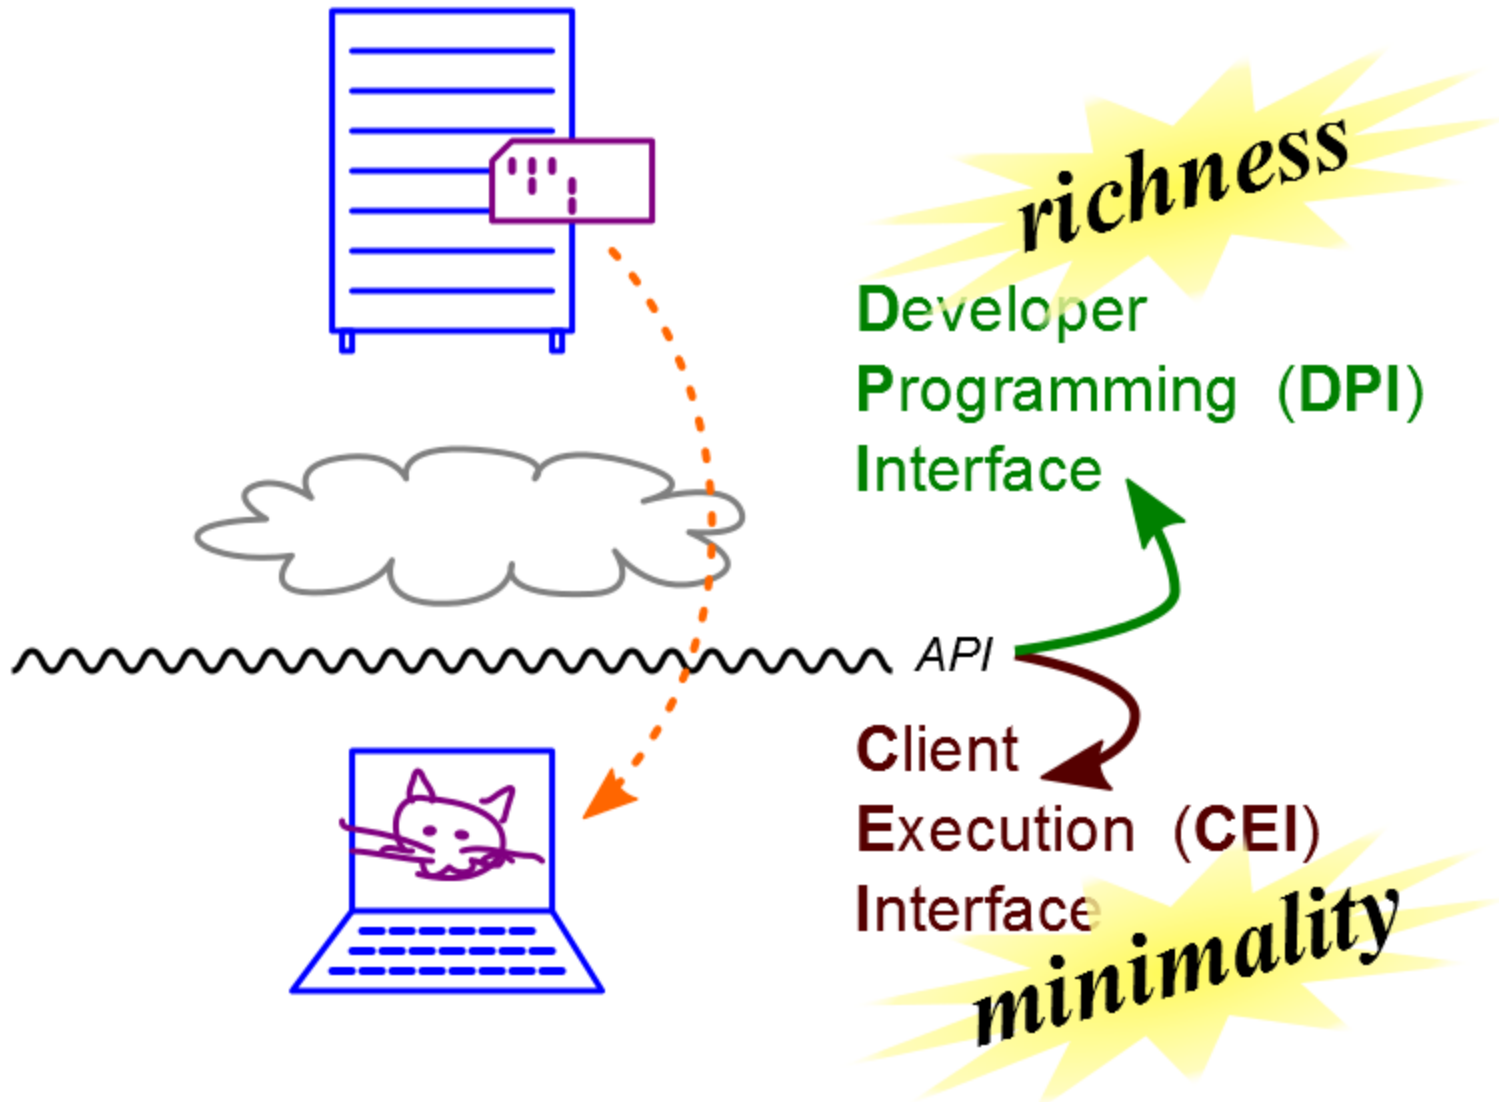 richness
Developer
Programming (DPI)
Interface
API
Client
Execution (CEI)
Interface
minimality